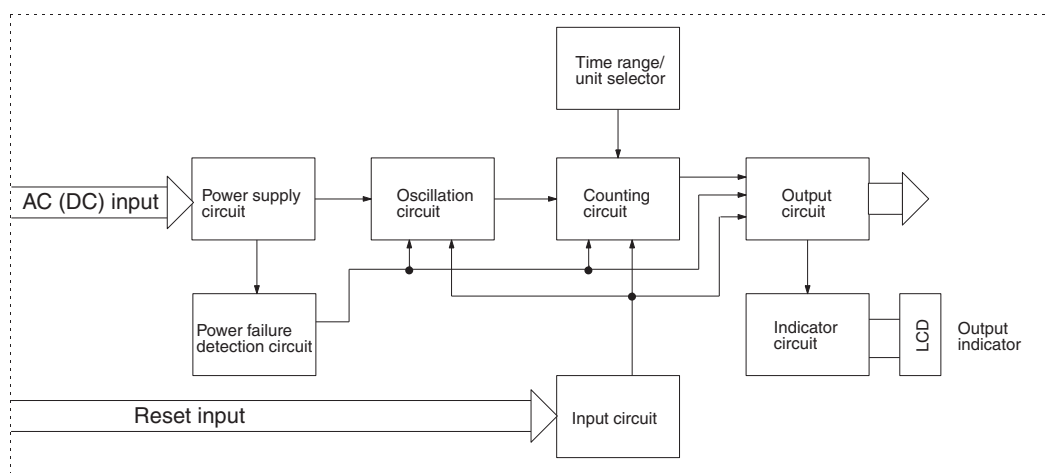 Time range/
unit selector
AC (DC) input
Power supply
circuit
Oscillation
circuit
Counting
circuit
Output
circuit
Power failure
detection circuit
Indicator
circuit
LCD
Output
indicator
Reset input
Input circuit